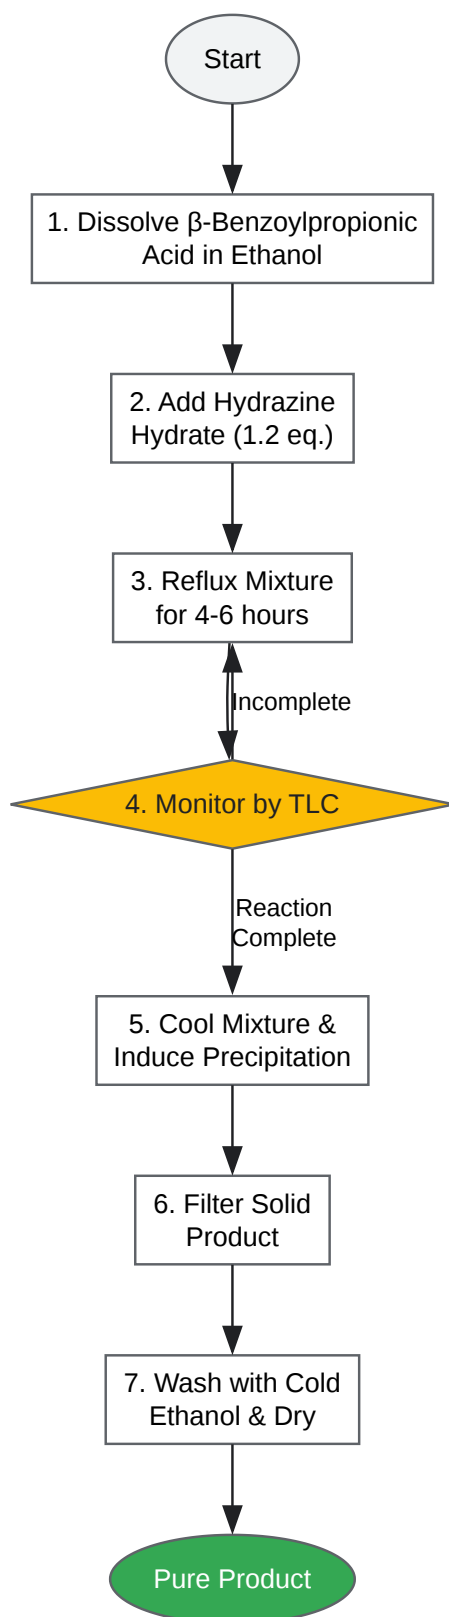 Start
1. Dissolve β-Benzoylpropionic
Acid in Ethanol
2. Add Hydrazine
Hydrate (1.2 eq.)
3. Reflux Mixture
for 4-6 hours
Incomplete
4. Monitor by TLC
Reaction
Complete
5. Cool Mixture &
Induce Precipitation
6. Filter Solid
Product
7. Wash with Cold
Ethanol & Dry
Pure Product